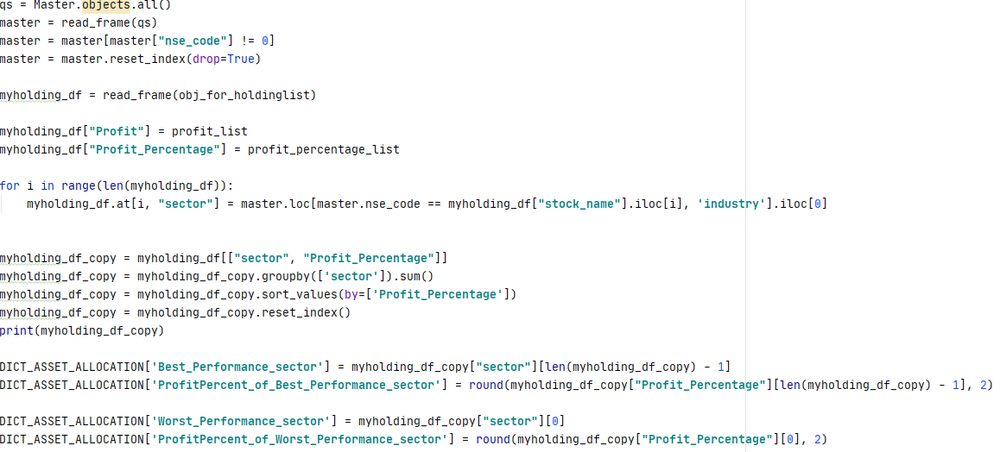 qs = Master.objects.all()
master = read_frame(qs)
master = master[master["nse_code"] != 0]
master = master.reset_index(drop=True)
myholding_df = read_frame(obj_for_holdinglist)
myholding_df["Profit"] = profit_list
myholding_df["Profit_Percentage"] = profit_percentage_list
for i in range(len(myholding_df)):
    myholding_df.at[i, "sector"] = master.loc[master.nse_code == myholding_df["stock_name"].iloc[i], 'industry'].iloc[0]
myholding_df_copy = myholding_df[["sector", "Profit_Percentage"]]
myholding_df_copy = myholding_df_copy.groupby(['sector']).sum()
myholding_df_copy = myholding_df_copy.sort_values(by=['Profit_Percentage'])
myholding_df_copy = myholding_df_copy.reset_index()
print(myholding_df_copy)
DICT_ASSET_ALLOCATION['Best_Performance_sector'] = myholding_df_copy["sector"][len(myholding_df_copy) - 1]
DICT_ASSET_ALLOCATION['ProfitPercent_of_Best_Performance_sector'] = round(myholding_df_copy["Profit_Percentage"][len(myholding_df_copy) - 1], 2)
DICT_ASSET_ALLOCATION['Worst_Performance_sector'] = myholding_df_copy["sector"][0]
DICT_ASSET_ALLOCATION['ProfitPercent_of_Worst_Performance_sector'] = round(myholding_df_copy["Profit_Percentage"][0], 2)